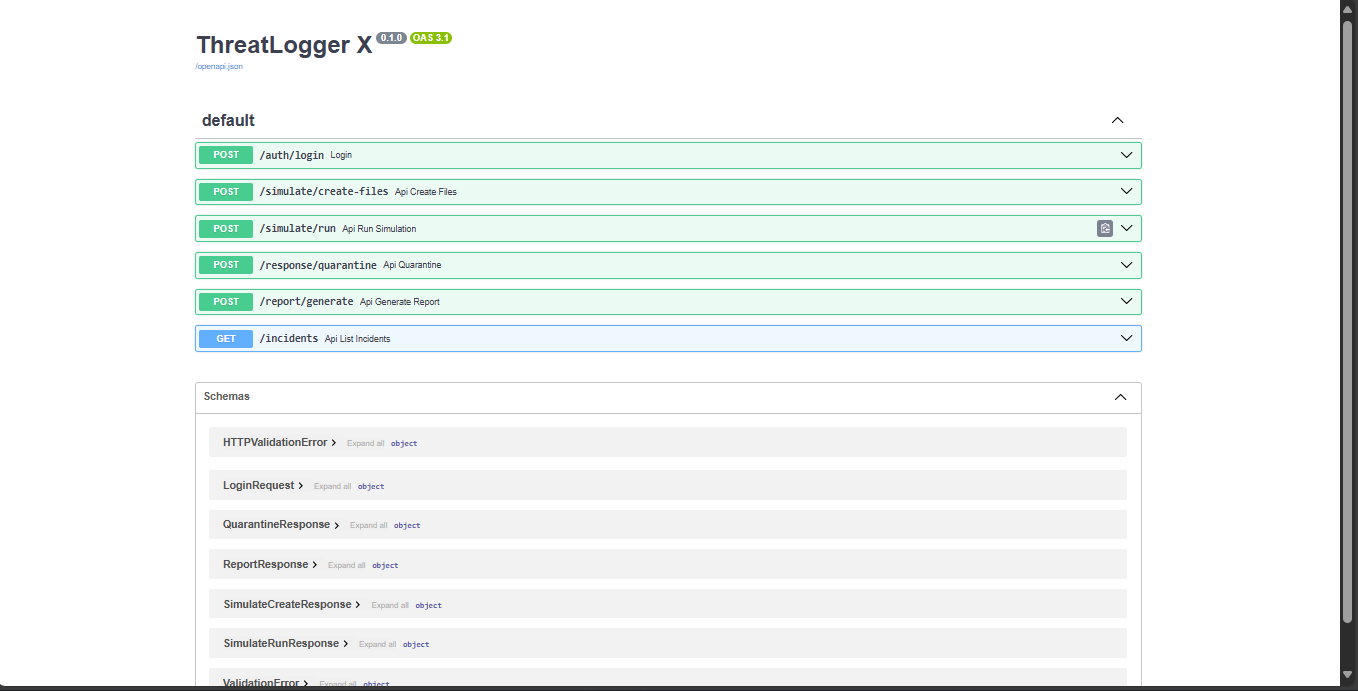 ThreatLogger X 0.1.0 OAS 3.1
/openapi.json
default
POST /auth/login Login
POST /simulate/create-files Api Create Files
POST /simulate/run Api Run Simulation
POST /response/quarantine Api Quarantine
POST /report/generate Api Generate Report
GET /incidents Api List Incidents
Schemas
HTTPValidationError Expand all object
LoginRequest Expand all object
QuarantineResponse Expand all object
ReportResponse Expand all object
SimulateCreateResponse Expand all object
SimulateRunResponse Expand all object
ValidationError Expand all object